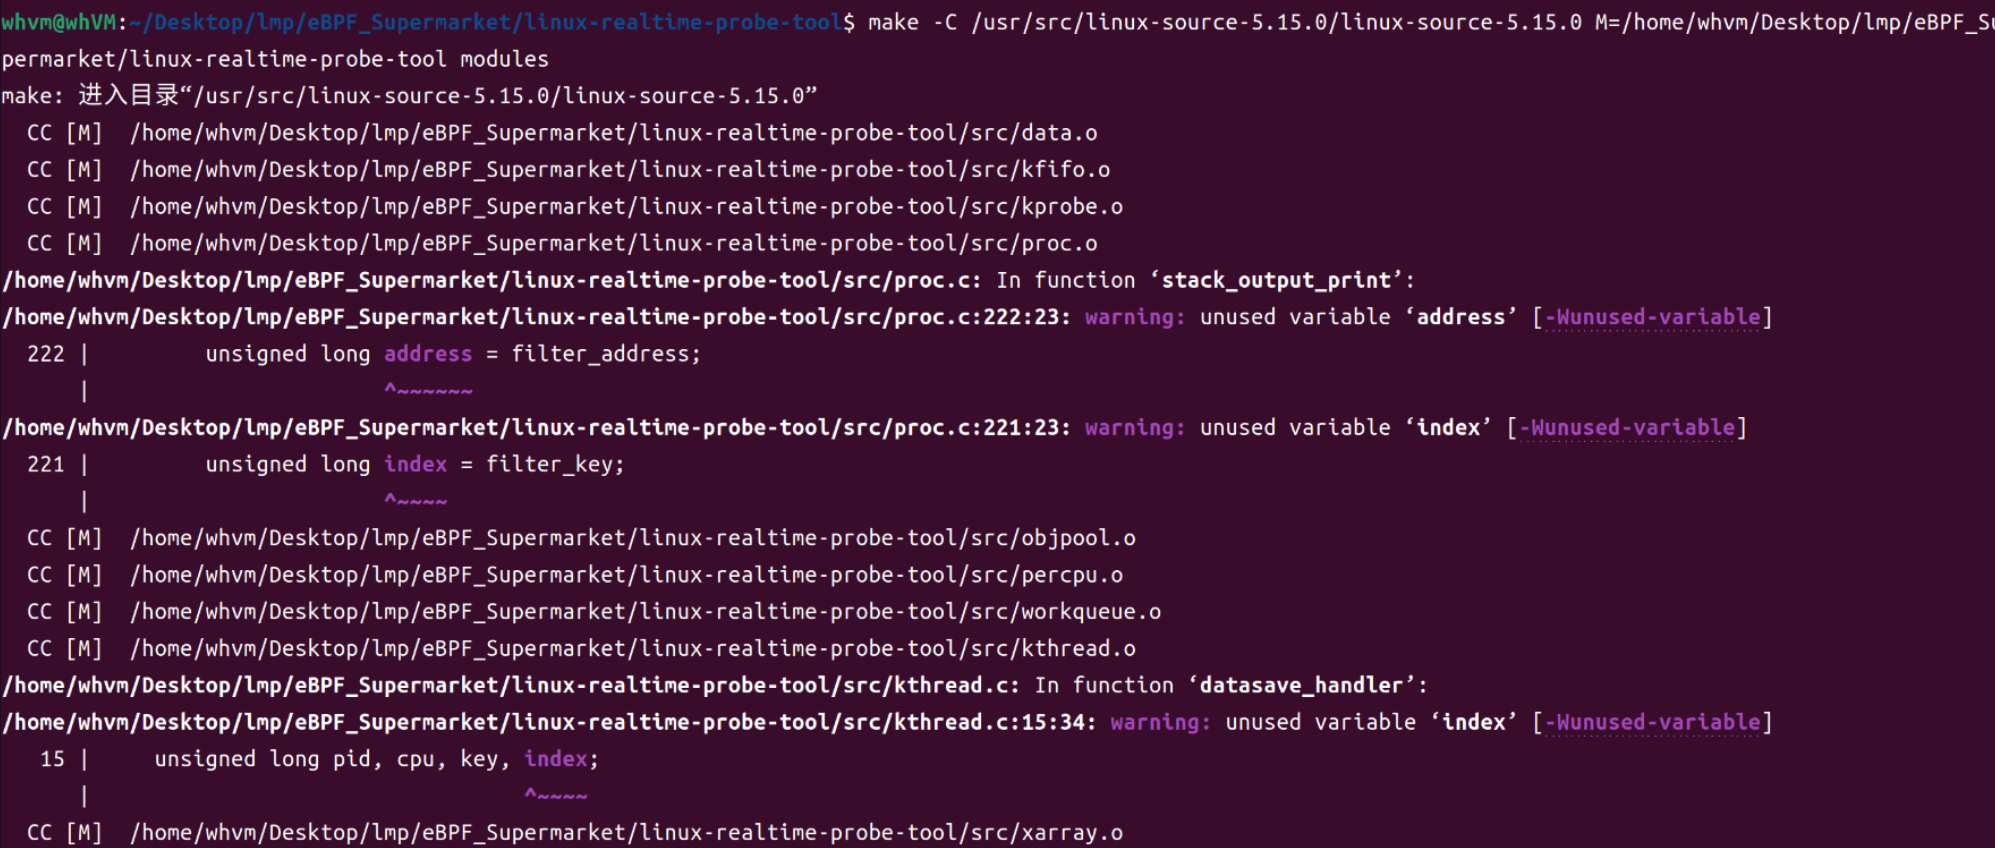 whvm@whVM:~/Desktop/lmp/eBPF_Supermarket/linux-realtime-probe-tool$ make -C /usr/src/linux-source-5.15.0/linux-source-5.15.0 M=/home/whvm/Desktop/lmp/eBPF_Su
permarket/linux-realtime-probe-tool modules
make: 进入目录“/usr/src/linux-source-5.15.0/linux-source-5.15.0”
  CC [M]  /home/whvm/Desktop/lmp/eBPF_Supermarket/linux-realtime-probe-tool/src/data.o
  CC [M]  /home/whvm/Desktop/lmp/eBPF_Supermarket/linux-realtime-probe-tool/src/kfifo.o
  CC [M]  /home/whvm/Desktop/lmp/eBPF_Supermarket/linux-realtime-probe-tool/src/kprobe.o
  CC [M]  /home/whvm/Desktop/lmp/eBPF_Supermarket/linux-realtime-probe-tool/src/proc.o
/home/whvm/Desktop/lmp/eBPF_Supermarket/linux-realtime-probe-tool/src/proc.c: In function ‘stack_output_print’:
/home/whvm/Desktop/lmp/eBPF_Supermarket/linux-realtime-probe-tool/src/proc.c:222:23: warning: unused variable ‘address’ [-Wunused-variable]
  222 |         unsigned long address = filter_address;
      |                       ^~~~~~~
/home/whvm/Desktop/lmp/eBPF_Supermarket/linux-realtime-probe-tool/src/proc.c:221:23: warning: unused variable ‘index’ [-Wunused-variable]
  221 |         unsigned long index = filter_key;
      |                       ^~~~~
  CC [M]  /home/whvm/Desktop/lmp/eBPF_Supermarket/linux-realtime-probe-tool/src/objpool.o
  CC [M]  /home/whvm/Desktop/lmp/eBPF_Supermarket/linux-realtime-probe-tool/src/percpu.o
  CC [M]  /home/whvm/Desktop/lmp/eBPF_Supermarket/linux-realtime-probe-tool/src/workqueue.o
  CC [M]  /home/whvm/Desktop/lmp/eBPF_Supermarket/linux-realtime-probe-tool/src/kthread.o
/home/whvm/Desktop/lmp/eBPF_Supermarket/linux-realtime-probe-tool/src/kthread.c: In function ‘datasave_handler’:
/home/whvm/Desktop/lmp/eBPF_Supermarket/linux-realtime-probe-tool/src/kthread.c:15:34: warning: unused variable ‘index’ [-Wunused-variable]
   15 |     unsigned long pid, cpu, key, index;
      |                                  ^~~~~
  CC [M]  /home/whvm/Desktop/lmp/eBPF_Supermarket/linux-realtime-probe-tool/src/xarray.o